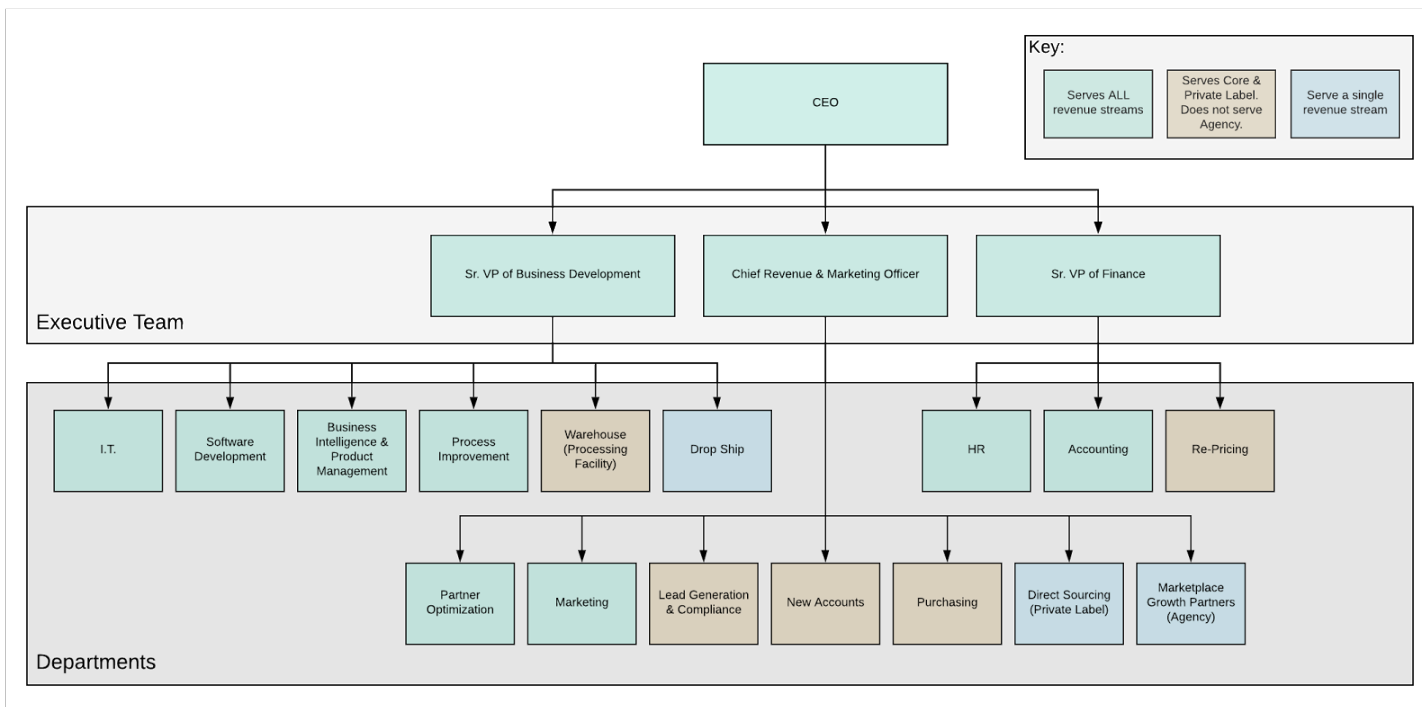 Key:
Serves ALL
revenue streams
Serves Core &
Private Label.
Does not serve
Agency.
Serve a single
revenue stream
CEO
Sr. VP of Business Development
Chief Revenue & Marketing Officer
Sr. VP of Finance
Executive Team
I.T.
Software
Development
Business
Intelligence &
Product
Management
Process
Improvement
Warehouse
(Processing
Facility)
Drop Ship
HR
Accounting
Re-Pricing
Partner
Optimization
Marketing
Lead Generation
& Compliance
New Accounts
Purchasing
Direct Sourcing
(Private Label)
Marketplace
Growth Partners
(Agency)
Departments